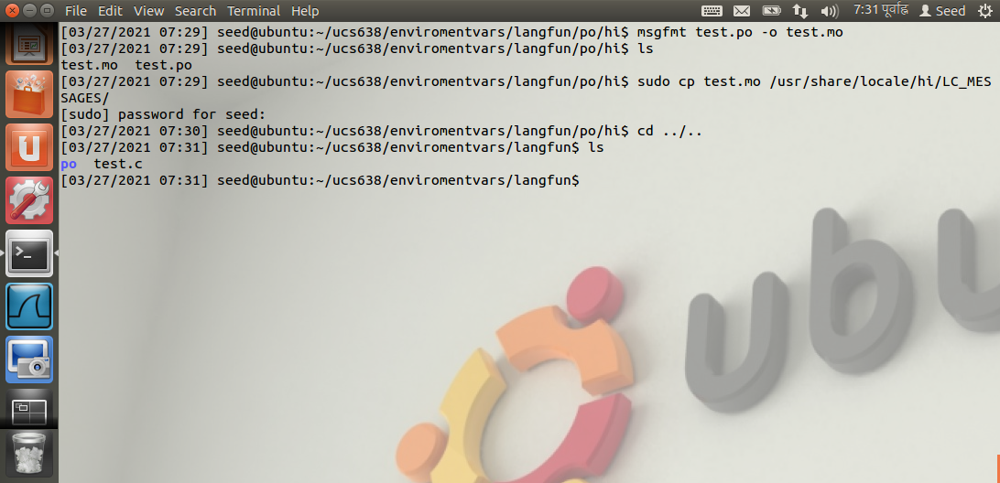 File Edit View Search Terminal Help 7:31 पूर्वाह्न Seed
[03/27/2021 07:29] seed@ubuntu:~/ucs638/enviromentvars/langfun/po/hi$ msgfmt test.po -o test.mo
[03/27/2021 07:29] seed@ubuntu:~/ucs638/enviromentvars/langfun/po/hi$ ls
test.mo  test.po
[03/27/2021 07:29] seed@ubuntu:~/ucs638/enviromentvars/langfun/po/hi$ sudo cp test.mo /usr/share/locale/hi/LC_MES
SAGES/
[sudo] password for seed:
[03/27/2021 07:30] seed@ubuntu:~/ucs638/enviromentvars/langfun/po/hi$ cd ../..
[03/27/2021 07:31] seed@ubuntu:~/ucs638/enviromentvars/langfun$ ls
po  test.c
[03/27/2021 07:31] seed@ubuntu:~/ucs638/enviromentvars/langfun$
ubu